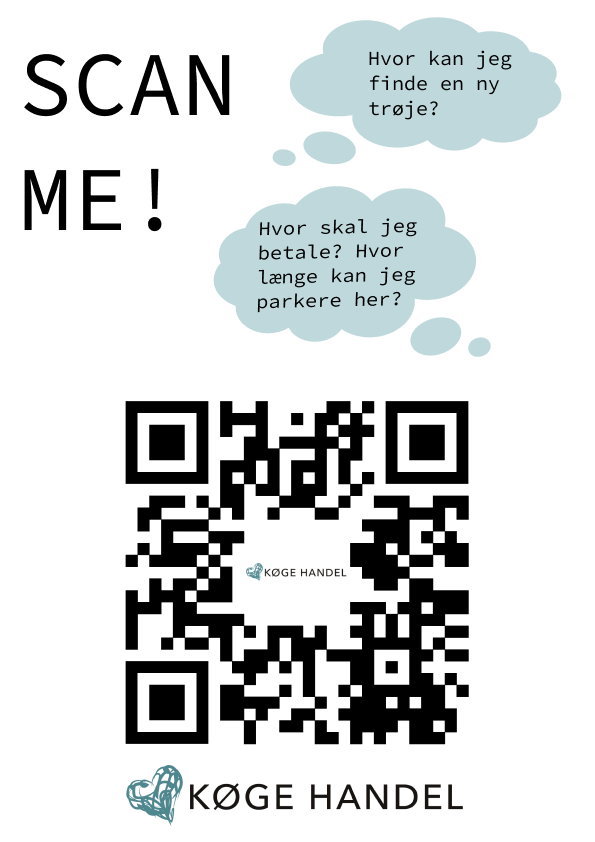 SCAN
ME!
Hvor kan jeg
finde en ny
trøje?
Hvor skal jeg
betale? Hvor
længe kan jeg
parkere her?
KØGE HANDEL
KØGE HANDEL